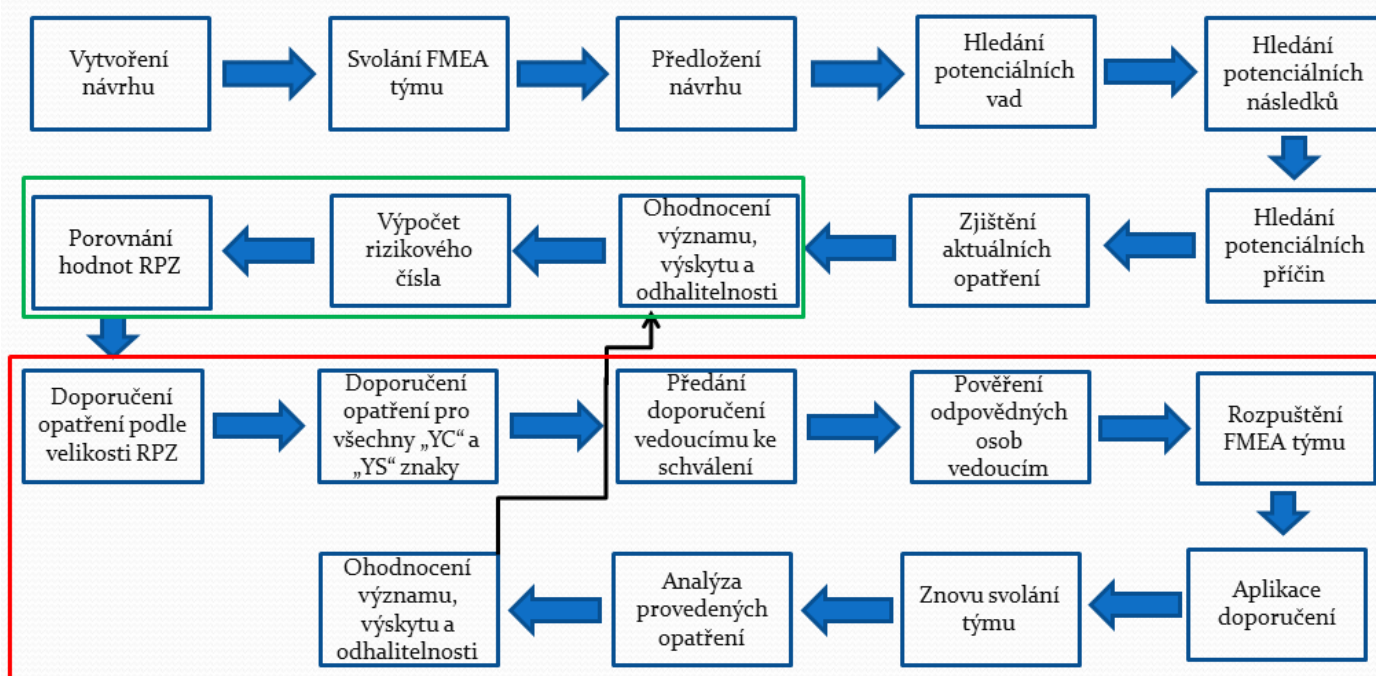 Vytvoření
návrhu
Svolání FMEA
týmu
Předložení
návrhu
Hledání
potenciálních
vad
Hledání
potenciálních
následků
Porovnání
hodnot RPZ
Výpočet
rizikového
čísla
Ohodnocení
významu,
výskytu a
odhalitelnosti
Zjištění
aktuálních
opatření
Hledání
potenciálních
příčin
Doporučení
opatření podle
velikosti RPZ
Doporučení
opatření pro
všechny „YC“ a
„YS“ znaky
Předání
doporučení
vedoucímu ke
schválení
Pověření
odpovědných
osob
vedoucím
Rozpuštění
FMEA týmu
Ohodnocení
významu,
výskytu a
odhalitelnosti
Analýza
provedených
opatření
Znovu svolání
týmu
Aplikace
doporučení